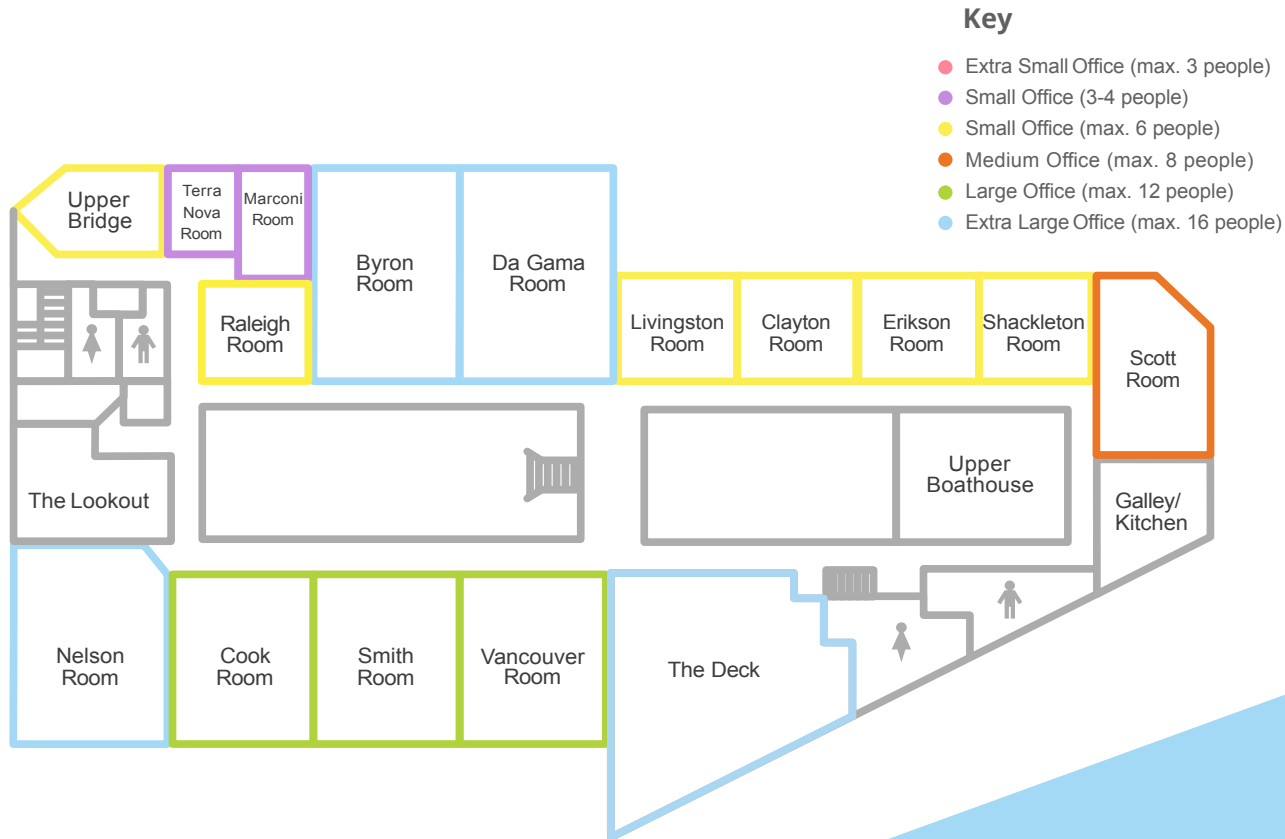 Key
Extra Small Office (max. 3 people)
Small Office (3-4 people)
Small Office (max. 6 people)
Medium Office (max. 8 people)
Large Office (max. 12 people)
Extra Large Office (max. 16 people)
Upper
Bridge
Terra
Nova
Room
Marconi
Room
Byron
Room
Da Gama
Room
Raleigh
Room
Livingston
Room
Clayton
Room
Erikson
Room
Shackleton
Room
Scott
Room
The Lookout
Upper
Boathouse
Galley/
Kitchen
Nelson
Room
Cook
Room
Smith
Room
Vancouver
Room
The Deck